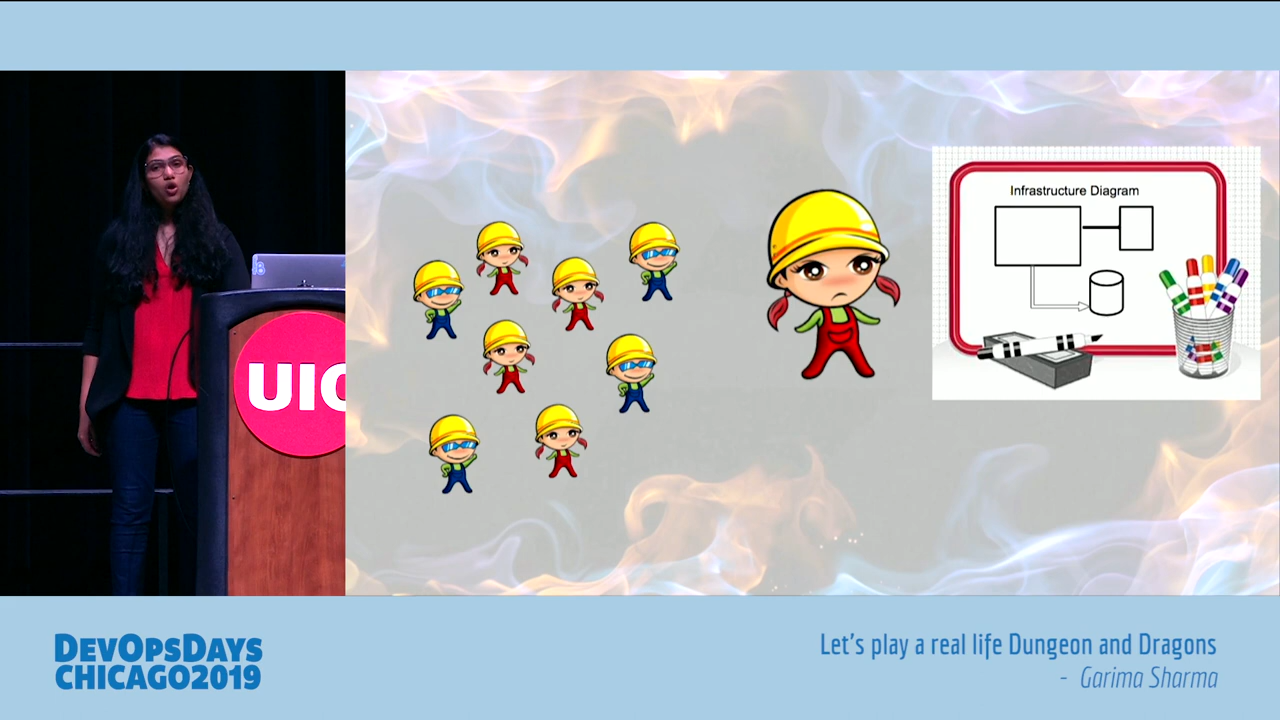 Infrastructure Diagram
UIC
DEVOPSDAYS
CHICAGO2019
Let's play a real life Dungeon and Dragons
- Garima Sharma